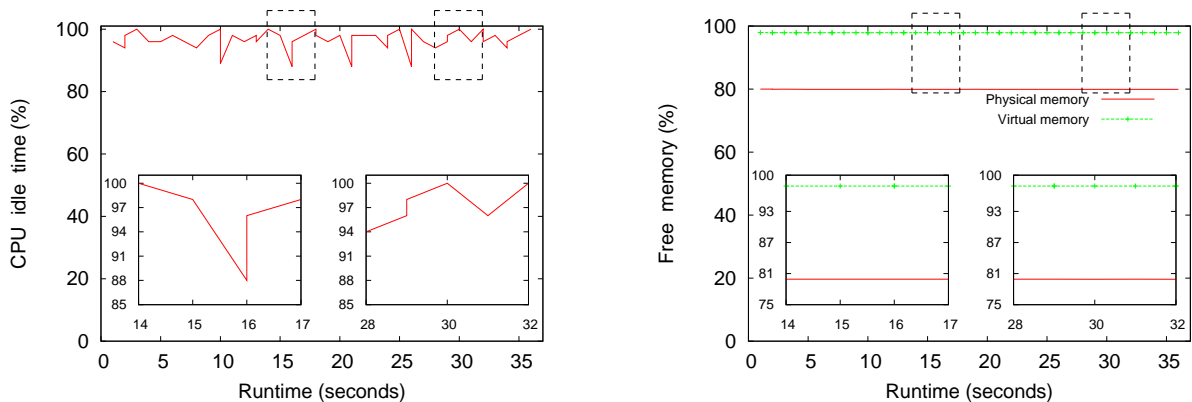 CPU idle time (%)
100
80
60
40
20
0
100
97
94
91
88
85
14 15 16 17
100
97
94
91
88
85
28 30 32
0 5 10 15 20 25 30 35
Runtime (seconds)
Free memory (%)
100
80
60
40
20
0
Physical memory
Virtual memory
100
93
87
81
75
14 15 16 17
100
93
87
81
75
28 30 32
0 5 10 15 20 25 30 35
Runtime (seconds)